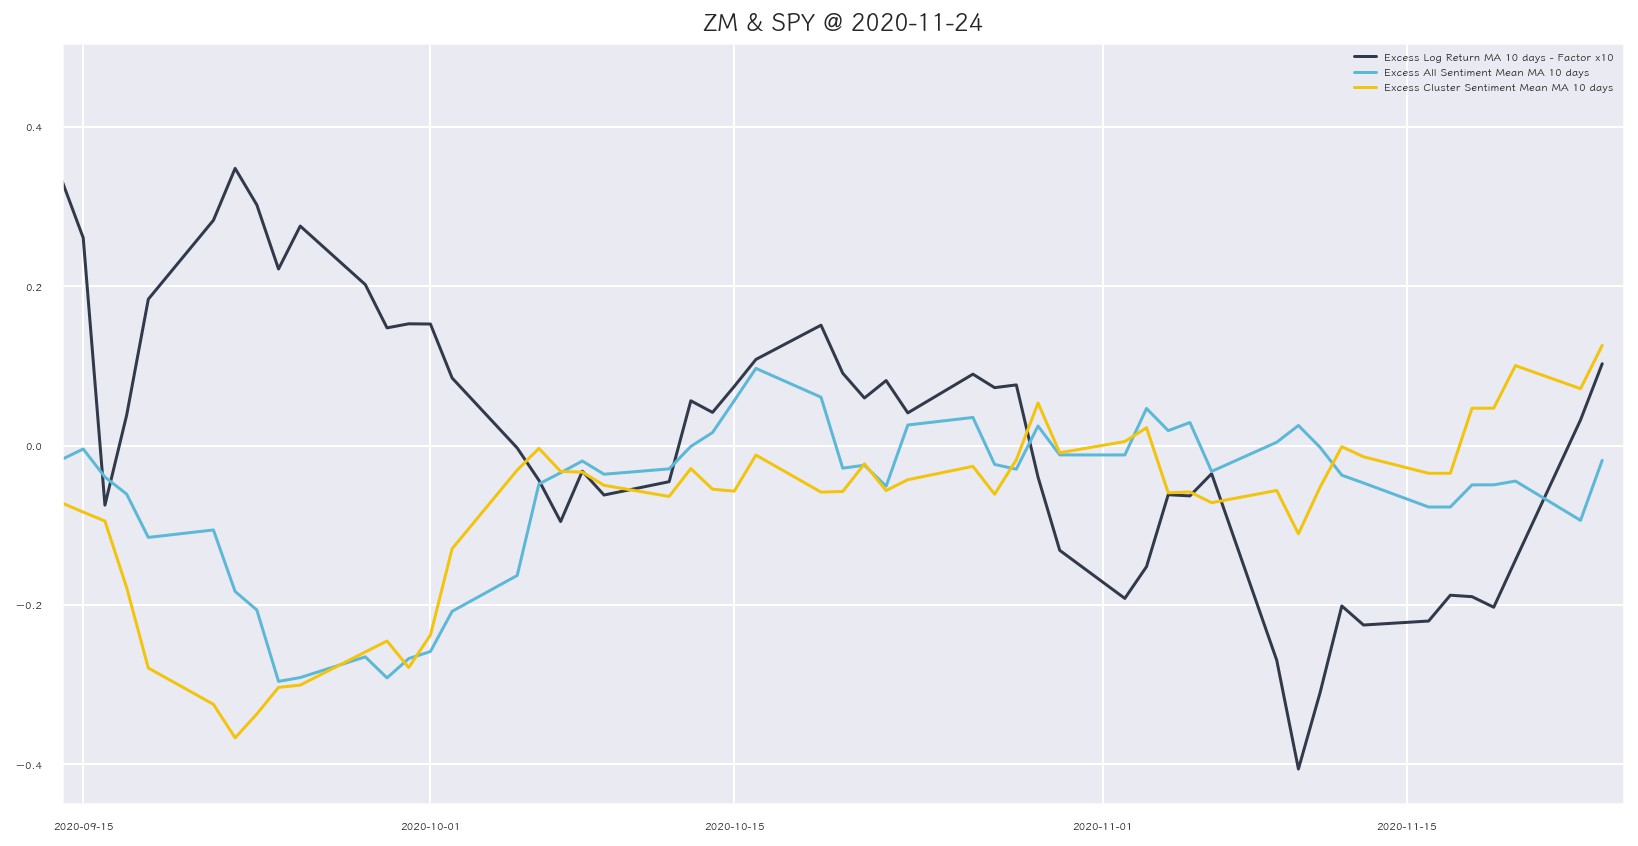 ZM & SPY @ 2020-11-24
Excess Log Return MA 10 days - Factor x10
Excess All Sentiment Mean MA 10 days
Excess Cluster Sentiment Mean MA 10 days
0.4
0.2
0.0
−0.2
−0.4
2020-09-15 2020-10-01 2020-10-15 2020-11-01 2020-11-15